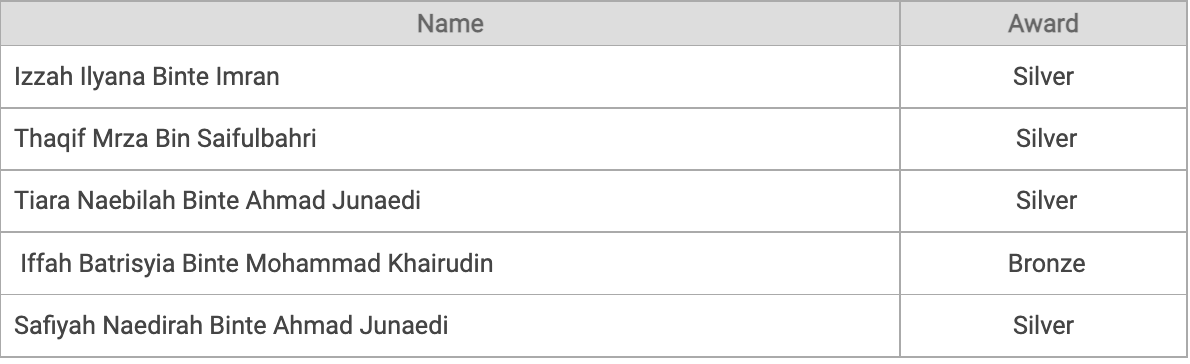 Name Award
Izzah Ilyana Binte Imran Silver
Thaqif Mrza Bin Saifulbahri Silver
Tiara Naebilah Binte Ahmad Junaedi Silver
Iffah Batrisyia Binte Mohammad Khairudin Bronze
Safiyah Naedirah Binte Ahmad Junaedi Silver